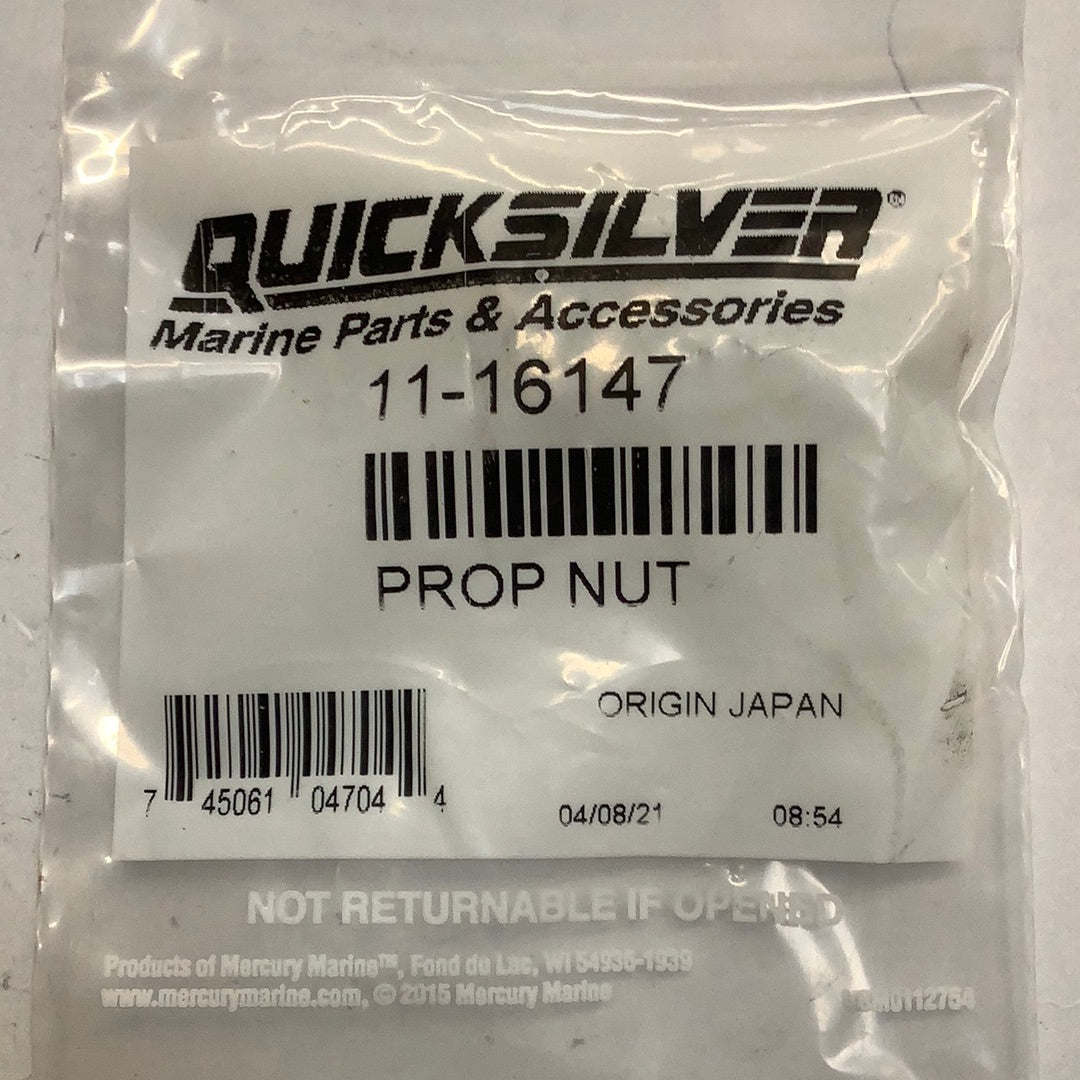 QUICKSILVER
Marine Parts & Accessories
11-16147
PROP NUT
ORIGIN JAPAN
7 45061 04704 4
04/08/21 08:54
NOT RETURNABLE IF OPENED
Products of Mercury Marine™, Fond du Lac, WI 54936-1939
www.mercurymarine.com, © 2015 Mercury Marine